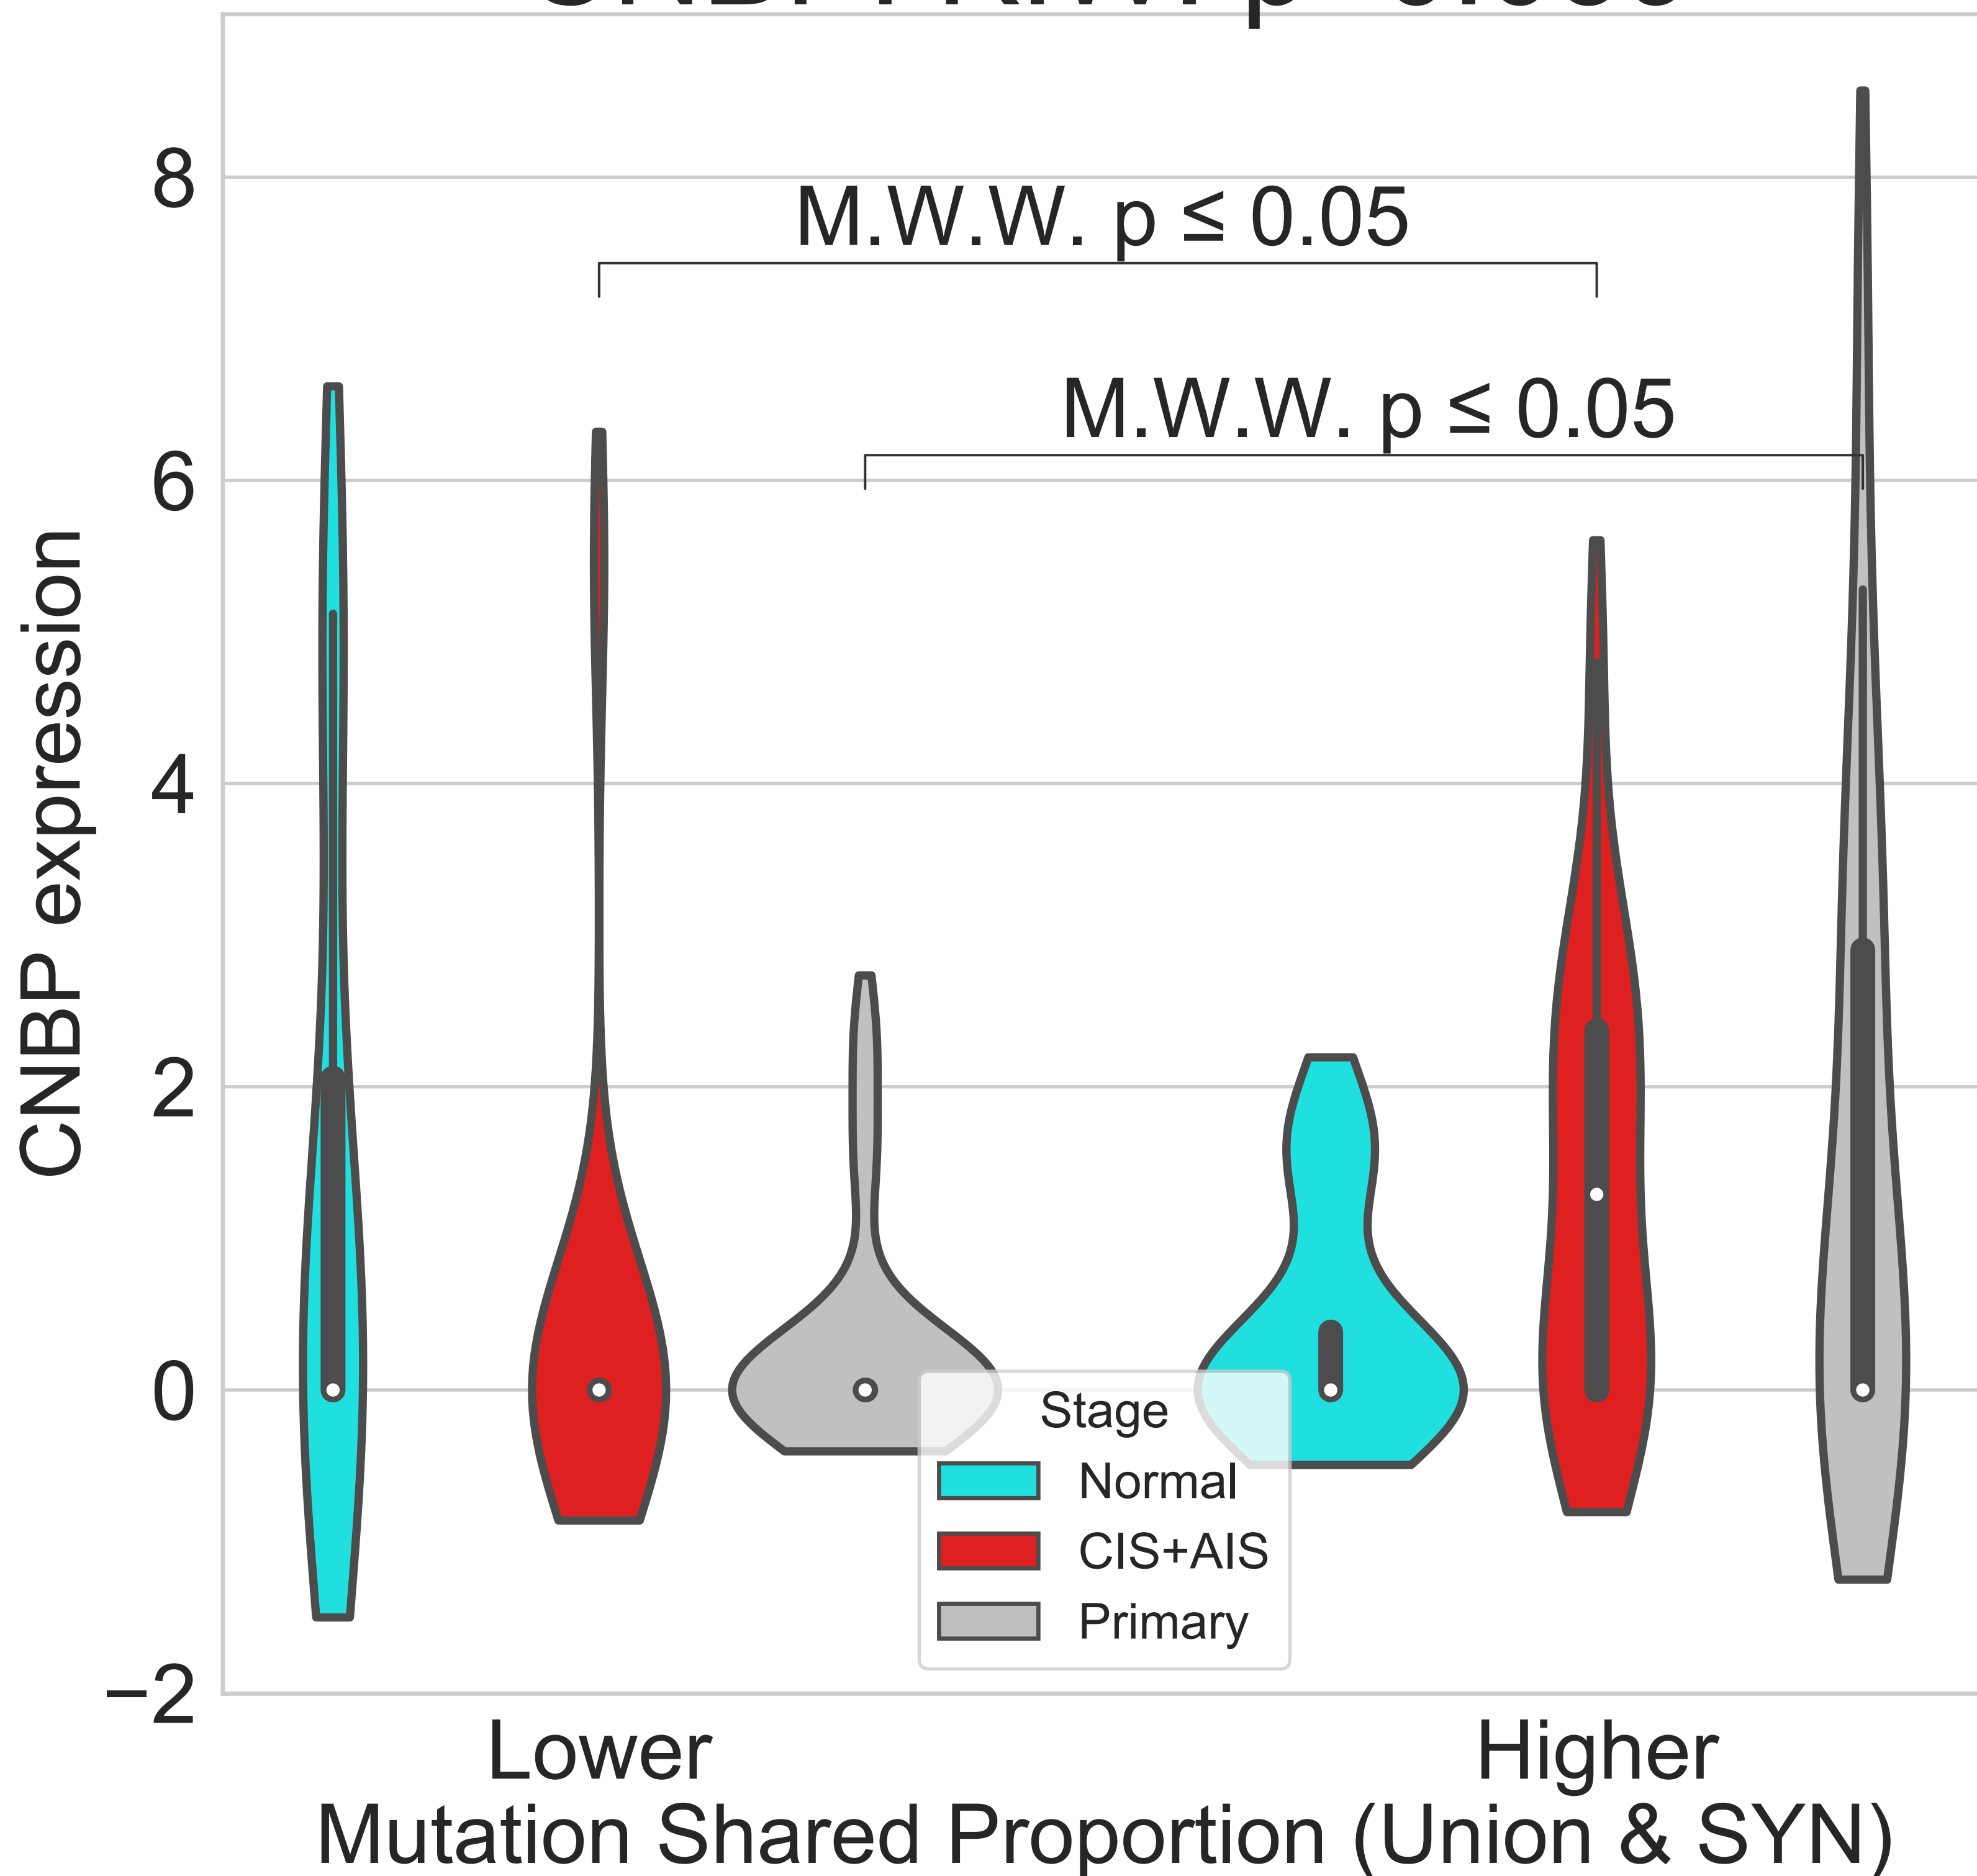 8
M.W.W. p ≤ 0.05
M.W.W. p ≤ 0.05
6
4
2
0
−2
CNBP expression
Stage
Normal
CIS+AIS
Primary
Lower
Higher
Mutation Shared Proportion (Union & SYN)